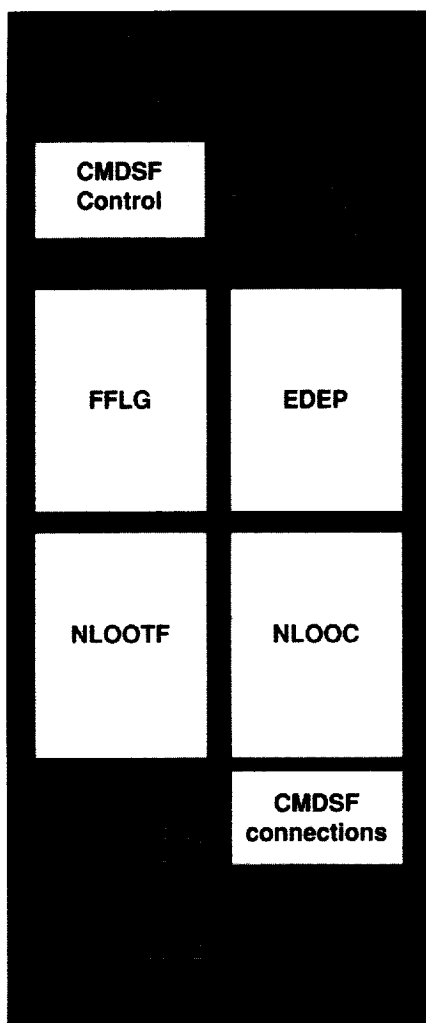 CMDSF
Control
FFLG
EDEP
NLOOTF
NLOOC
CMDSF
connections